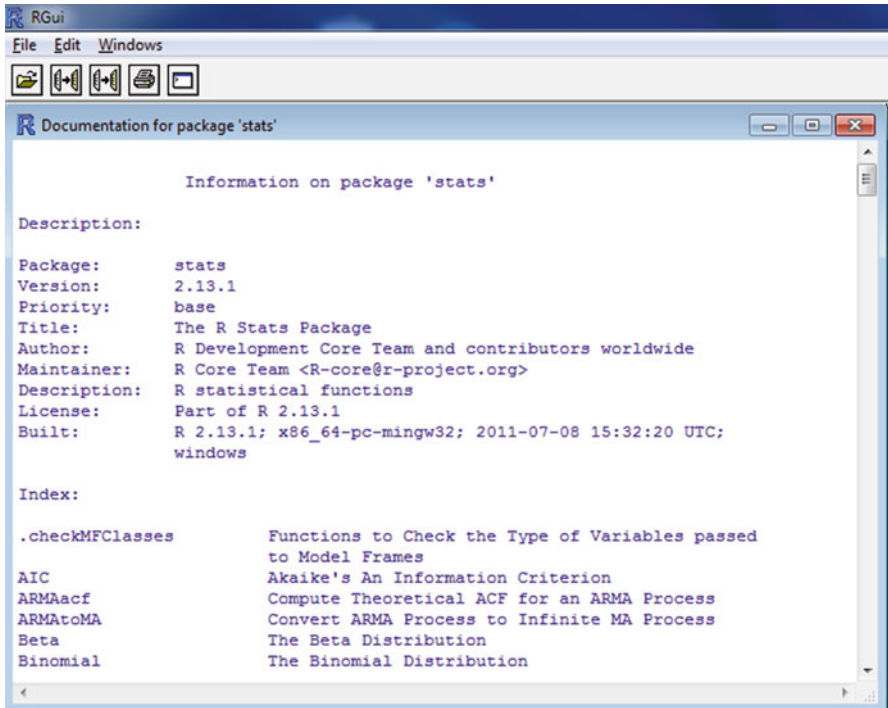 RGui
File Edit Windows
Documentation for package 'stats'
Information on package 'stats'
Description:
Package: stats
Version: 2.13.1
Priority: base
Title: The R Stats Package
Author: R Development Core Team and contributors worldwide
Maintainer: R Core Team <R-core@r-project.org>
Description: R statistical functions
License: Part of R 2.13.1
Built: R 2.13.1; x86_64-pc-mingw32; 2011-07-08 15:32:20 UTC;
windows
Index:
.checkMFClasses Functions to Check the Type of Variables passed
to Model Frames
AIC Akaike's An Information Criterion
ARMAacf Compute Theoretical ACF for an ARMA Process
ARMAtoMA Convert ARMA Process to Infinite MA Process
Beta The Beta Distribution
Binomial The Binomial Distribution